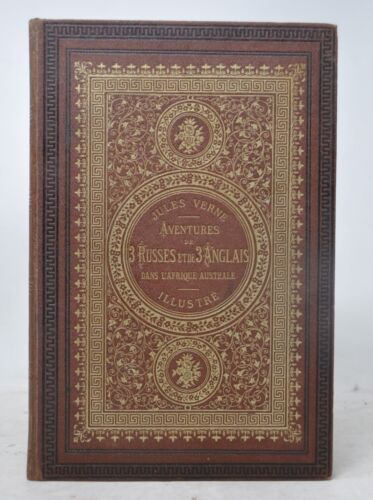 JULES VERNE
AVENTURES
DE
3 RUSSES ET DE 3 ANGLAIS
DANS L'AFRIQUE AUSTRALE
ILLUSTRÉ